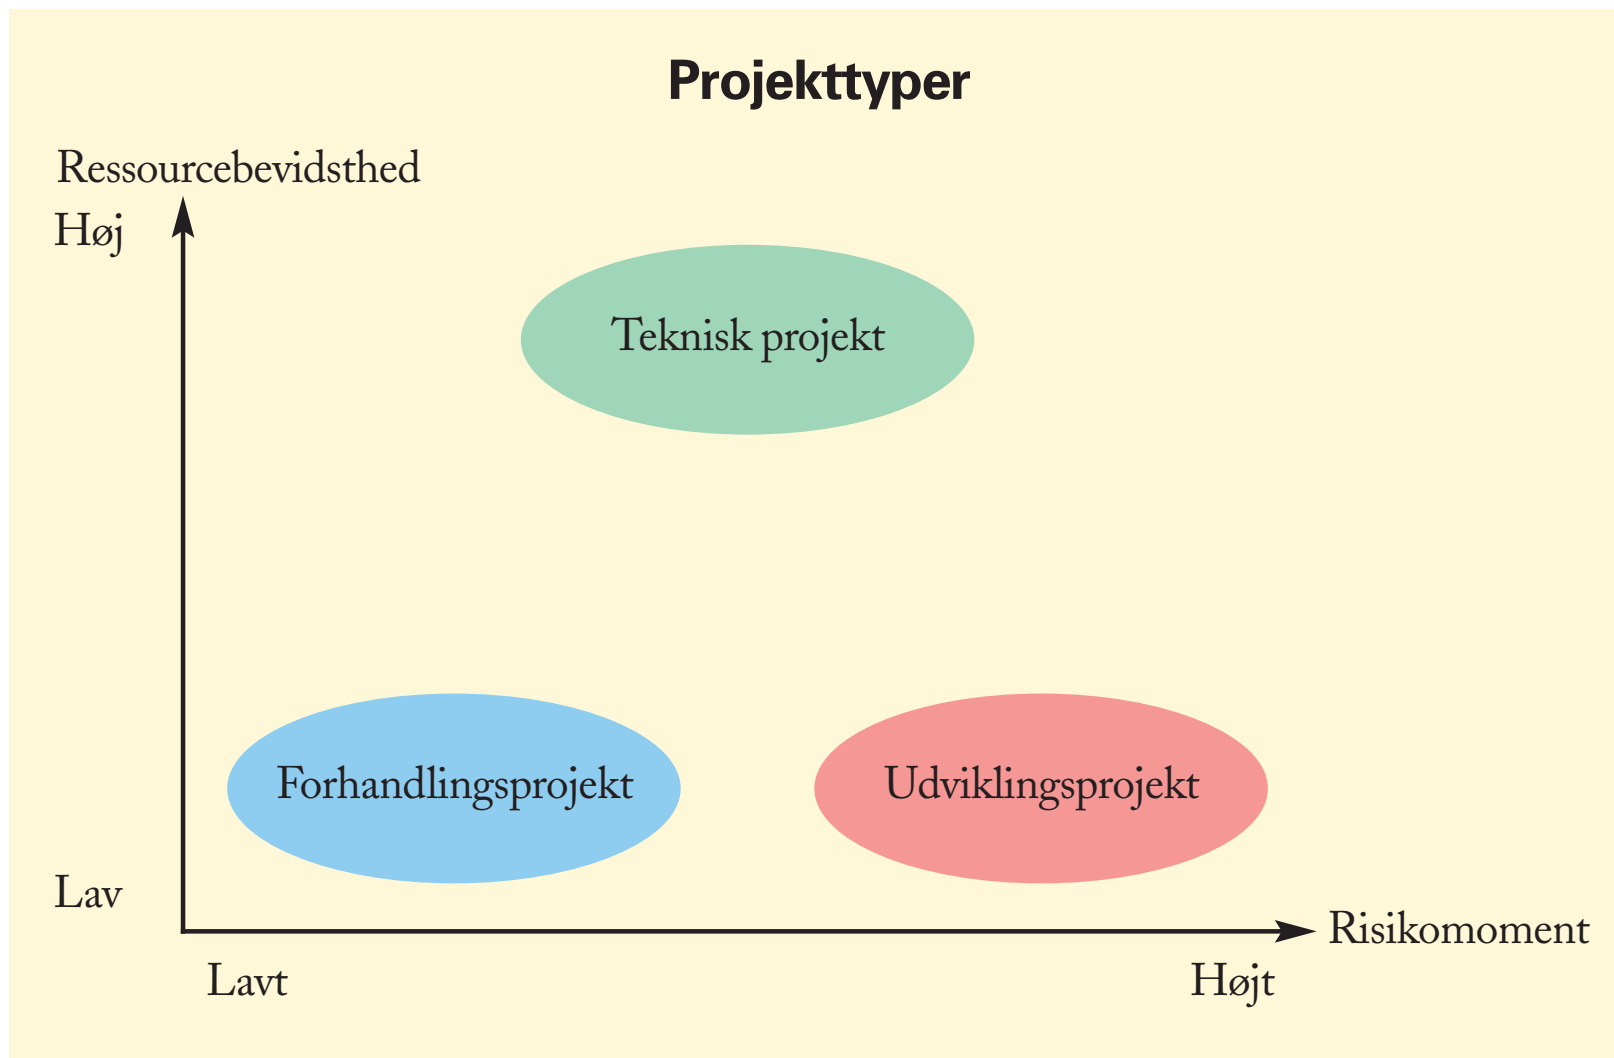 Projekttyper
Ressourcebevidsthed
Høj
Teknisk projekt
Forhandlingsprojekt
Udviklingsprojekt
Lav
Risikomoment
Lavt
Højt